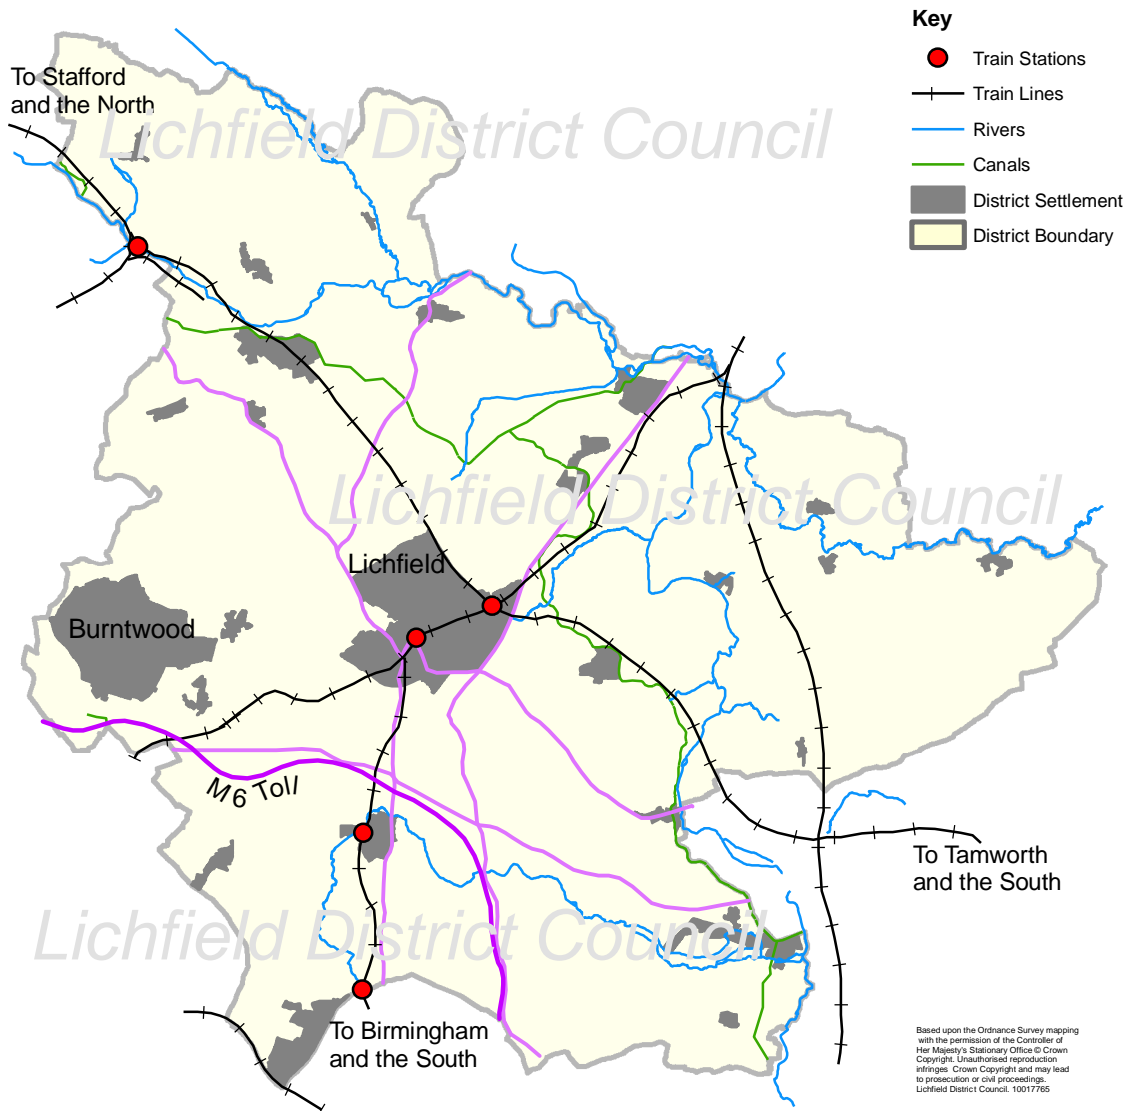 Key
Train Stations
Train Lines
Rivers
Canals
District Settlement
District Boundary
To Stafford
and the North
Lichfield District Council
Lichfield District Council
Lichfield
Burntwood
M6 Toll
To Tamworth
and the South
Lichfield District Council
To Birmingham
and the South
Based upon the Ordnance Survey mapping
with the permission of the Controller of
Her Majesty's Stationary Office © Crown
Copyright. Unauthorised reproduction
infringes Crown Copyright and may lead
to prosecution or civil proceedings.
Lichfield District Council. 10017765